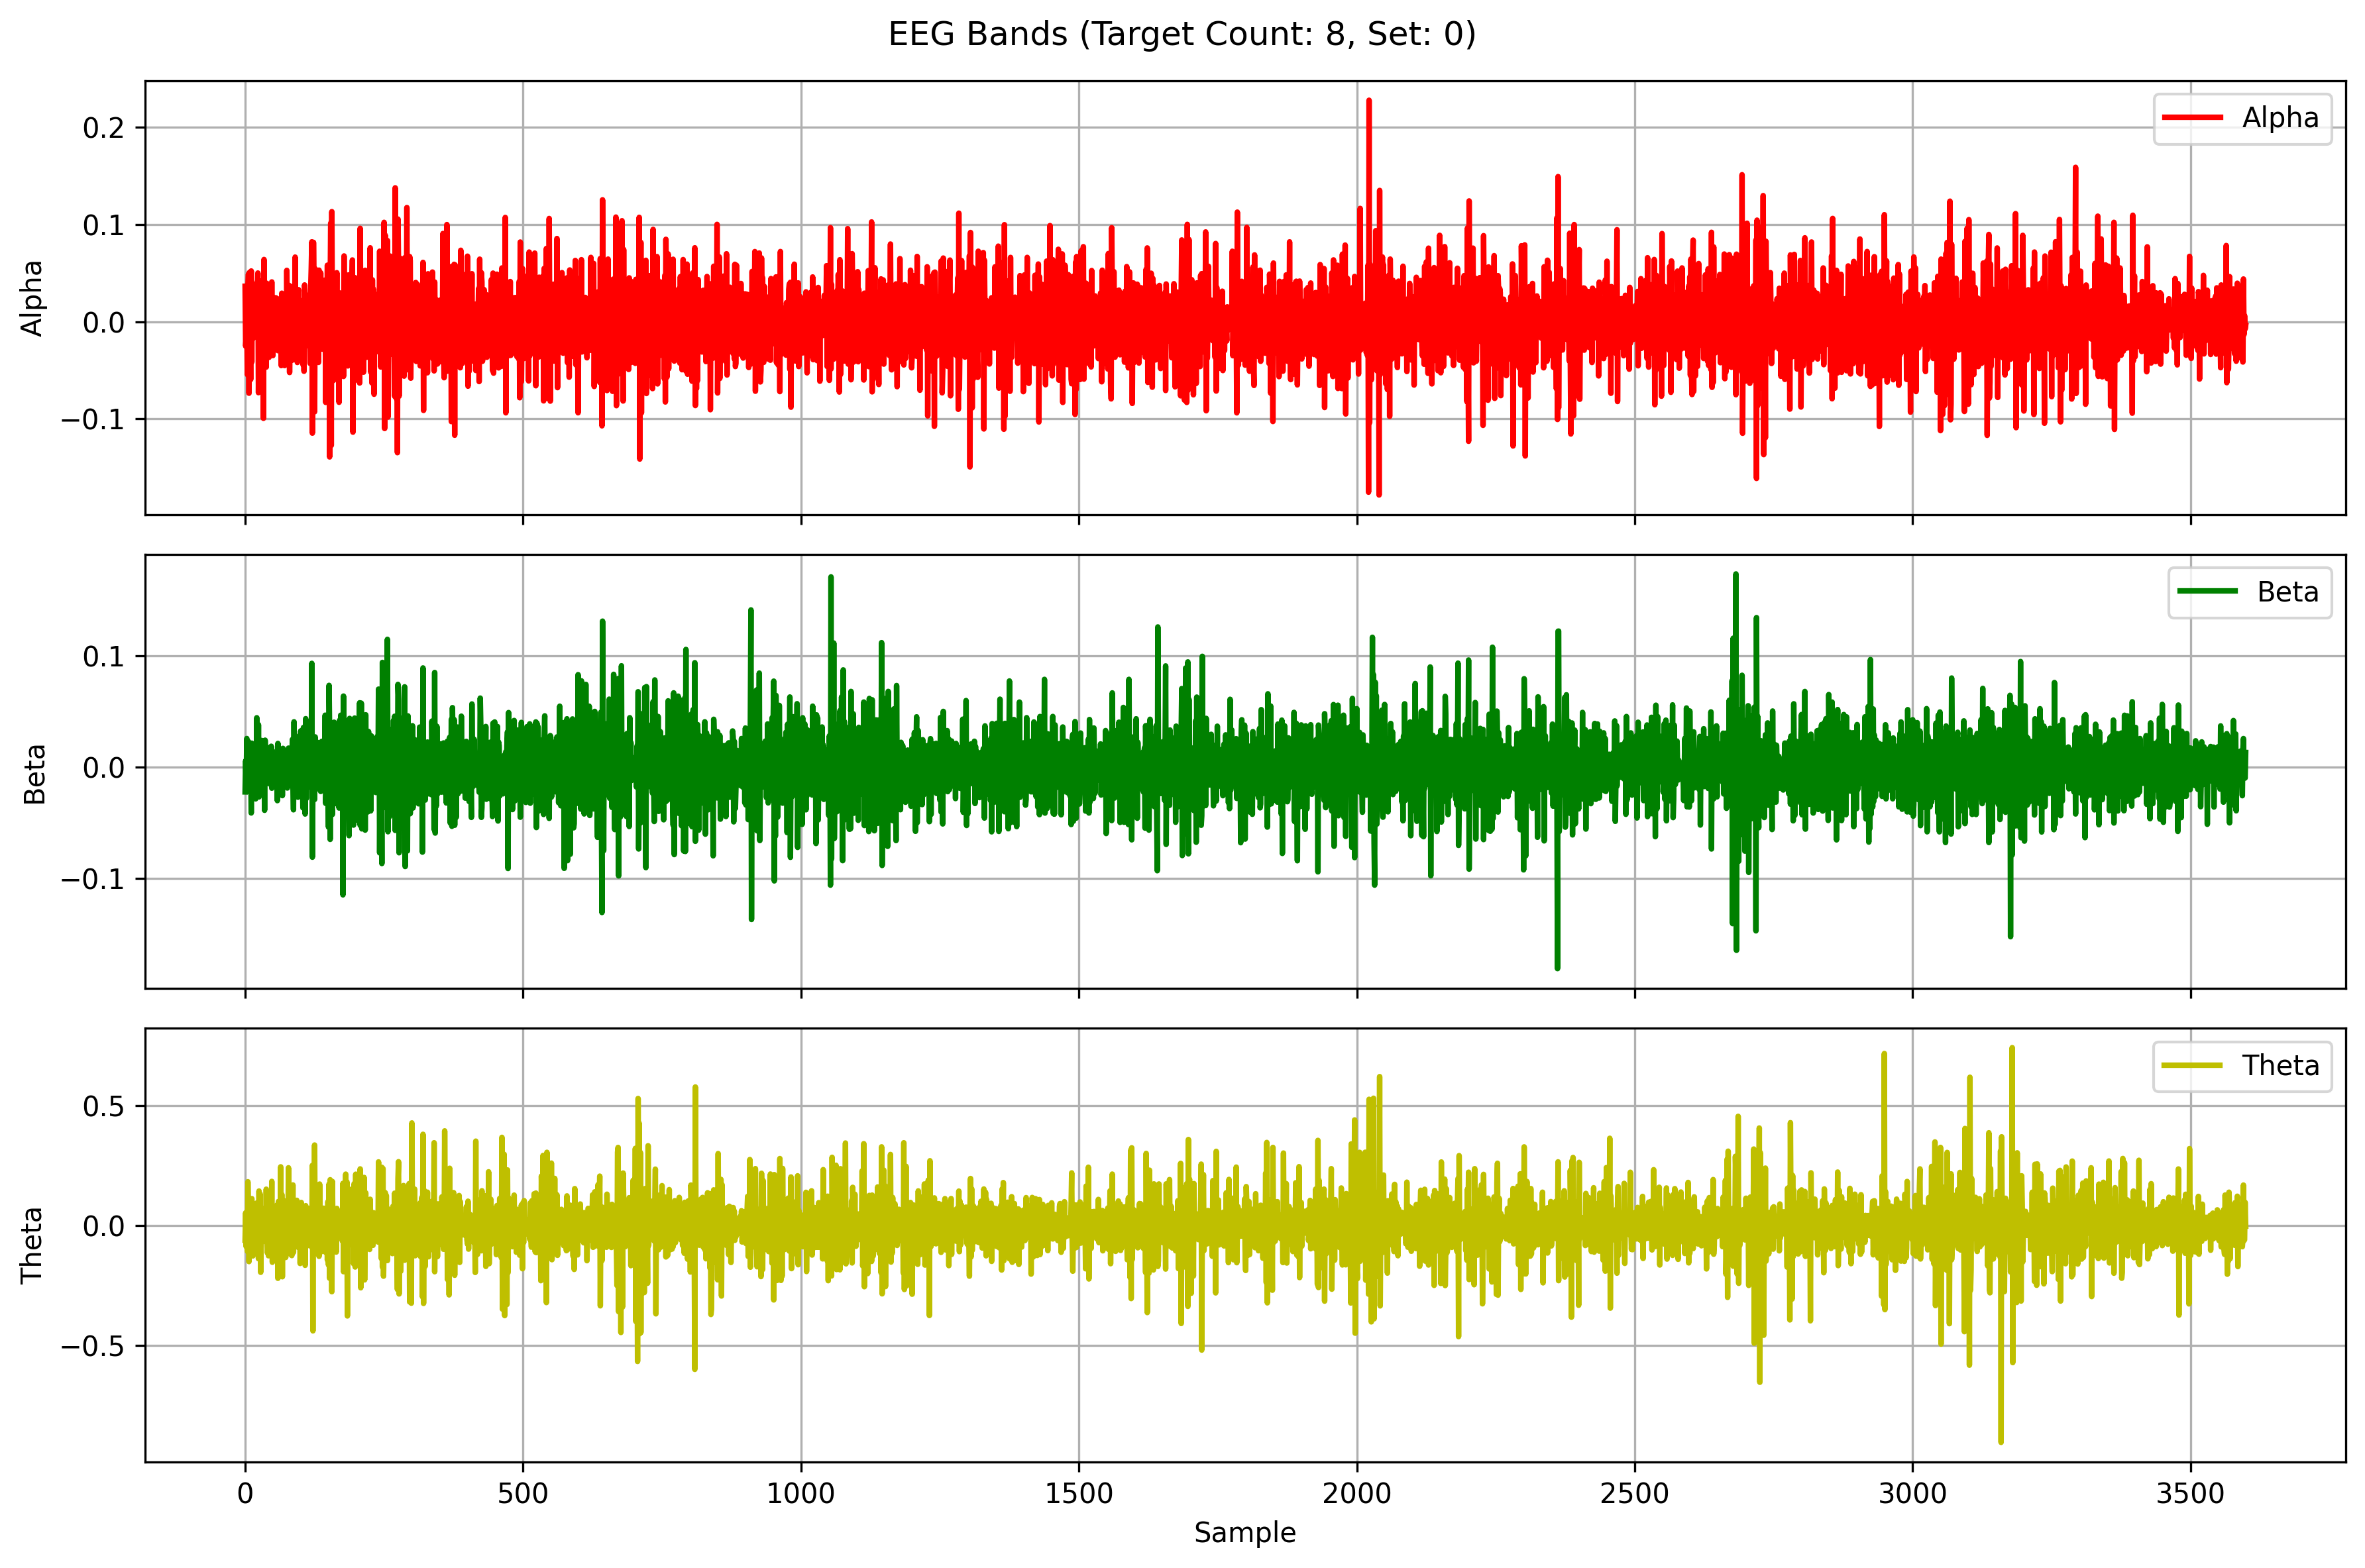 EEG Bands (Target Count: 8, Set: 0)
Alpha
0.2
0.1
0.0
−0.1
Alpha
Beta
0.1
0.0
−0.1
Beta
Theta
0.5
0.0
−0.5
Theta
0 500 1000 1500 2000 2500 3000 3500
Sample